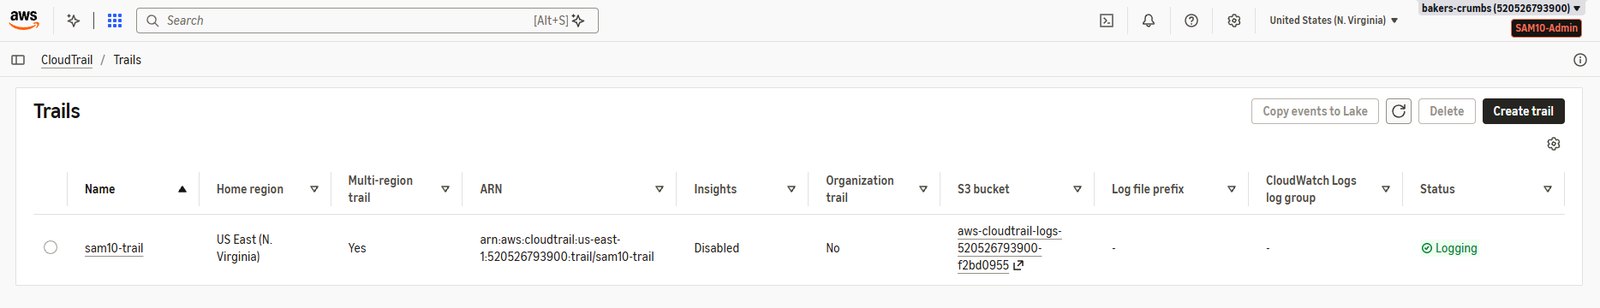 aws
Search
[Alt+S]
United States (N. Virginia)
bakers-crumbs (520526793900)
SAM10-Admin
CloudTrail / Trails
Trails
Copy events to Lake
Delete
Create trail
Name
Home region
Multi-region
trail
ARN
Insights
Organization
trail
S3 bucket
Log file prefix
CloudWatch Logs
log group
Status
sam10-trail
US East (N.
Virginia)
Yes
arn:aws:cloudtrail:us-east-
1:520526793900:trail/sam10-trail
Disabled
No
aws-cloudtrail-logs-
520526793900-
f2bd0955
-
-
Logging